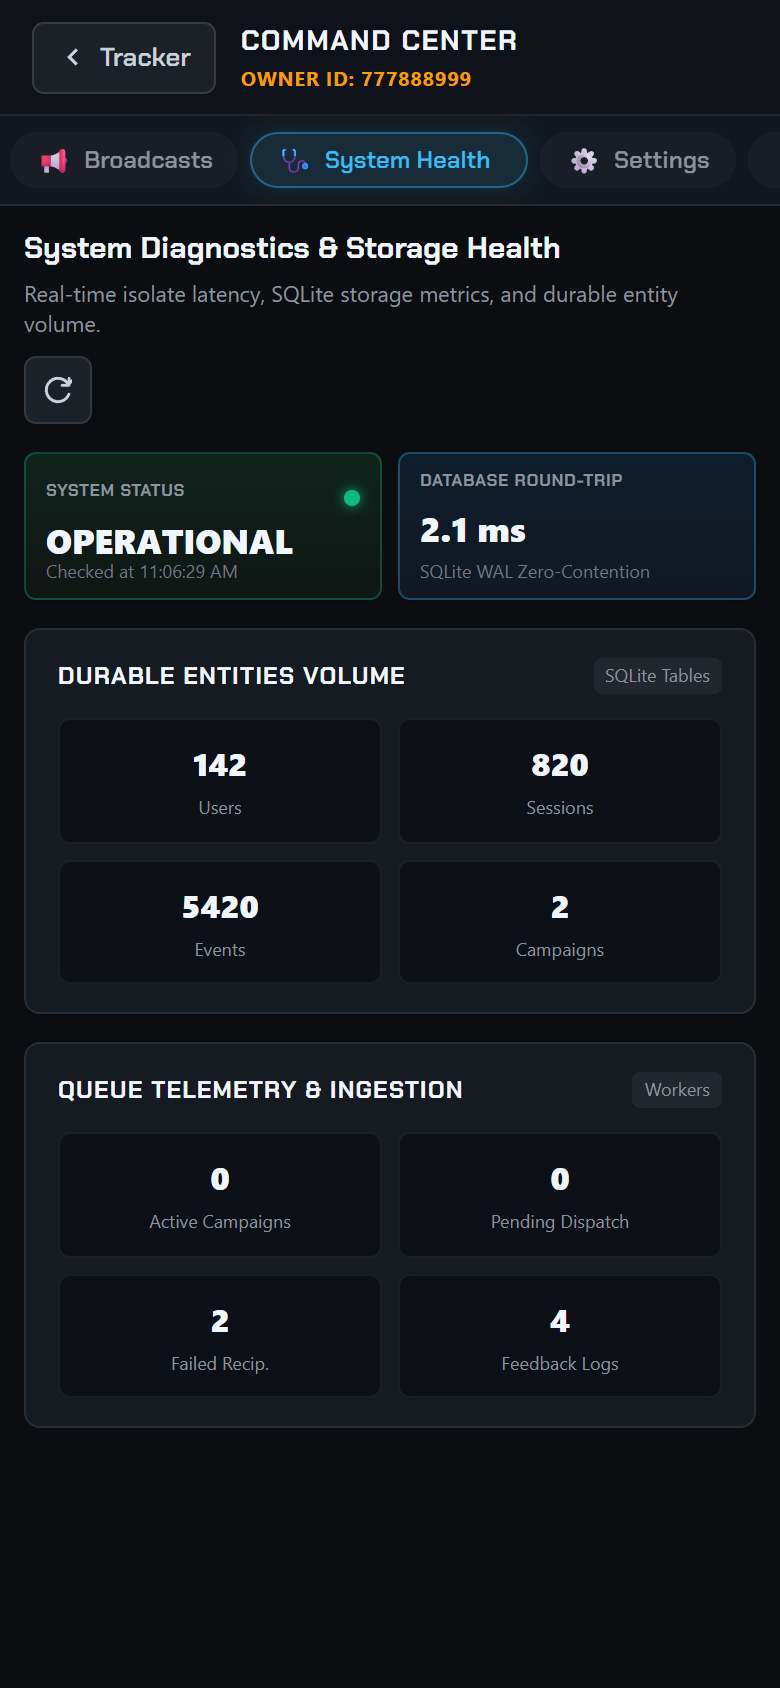 Tracker
COMMAND CENTER
OWNER ID: 777888999
Broadcasts
System Health
Settings
System Diagnostics & Storage Health
Real-time isolate latency, SQLite storage metrics, and durable entity
volume.
SYSTEM STATUS
OPERATIONAL
Checked at 11:06:29 AM
DATABASE ROUND-TRIP
2.1 ms
SQLite WAL Zero-Contention
DURABLE ENTITIES VOLUME
SQLite Tables
142
Users
820
Sessions
5420
Events
2
Campaigns
QUEUE TELEMETRY & INGESTION
Workers
0
Active Campaigns
0
Pending Dispatch
2
Failed Recip.
4
Feedback Logs